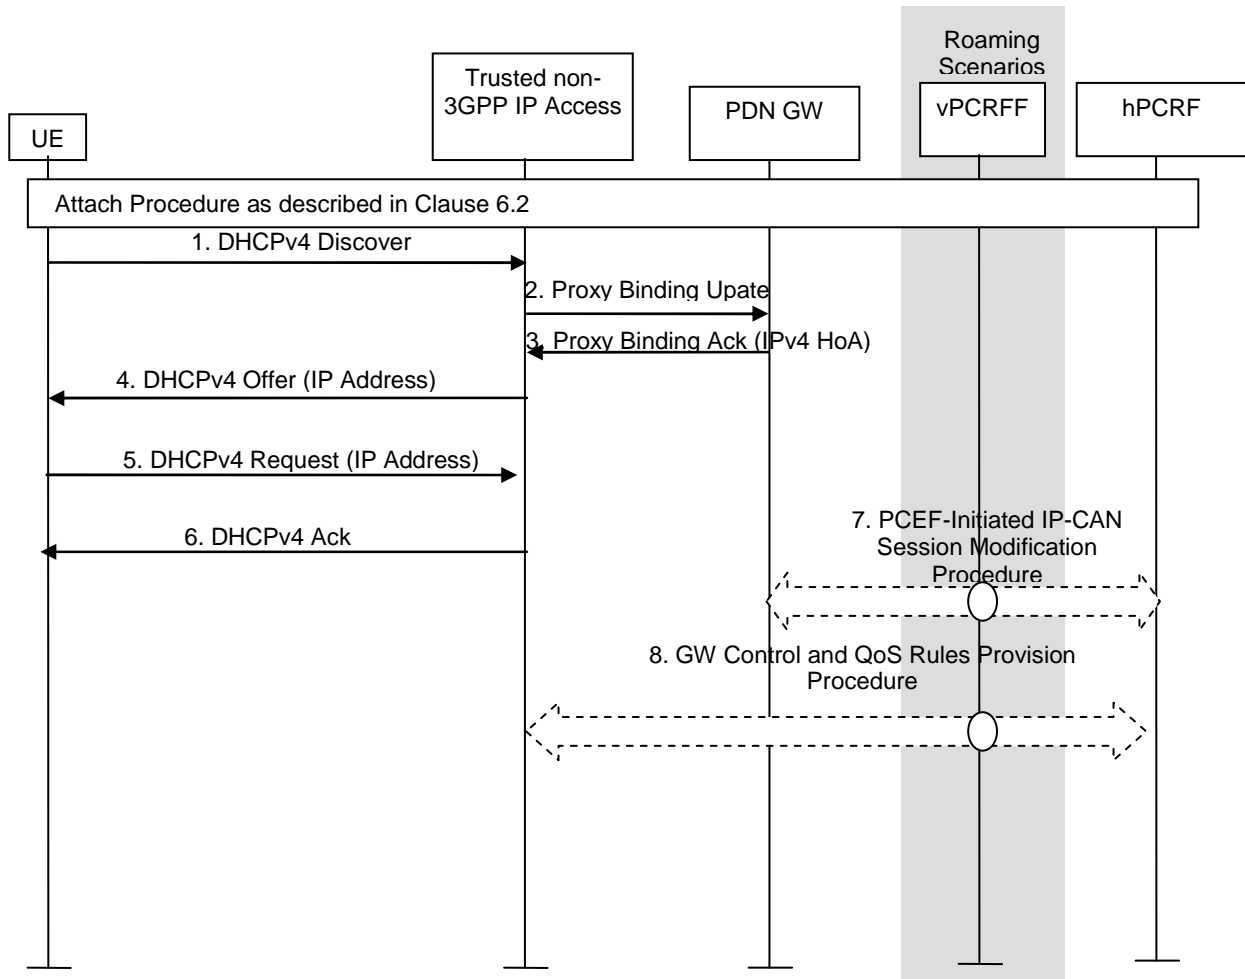 Roaming
Scenarios
Trusted non-
3GPP IP Access
PDN GW
vPCRFF
hPCRF
UE
Attach Procedure as described in Clause 6.2
1. DHCPv4 Discover
2. Proxy Binding Upate
3. Proxy Binding Ack (IPv4 HoA)
4. DHCPv4 Offer (IP Address)
5. DHCPv4 Request (IP Address)
6. DHCPv4 Ack
7. PCEF-Initiated IP-CAN
Session Modification
Procedure
8. GW Control and QoS Rules Provision
Procedure